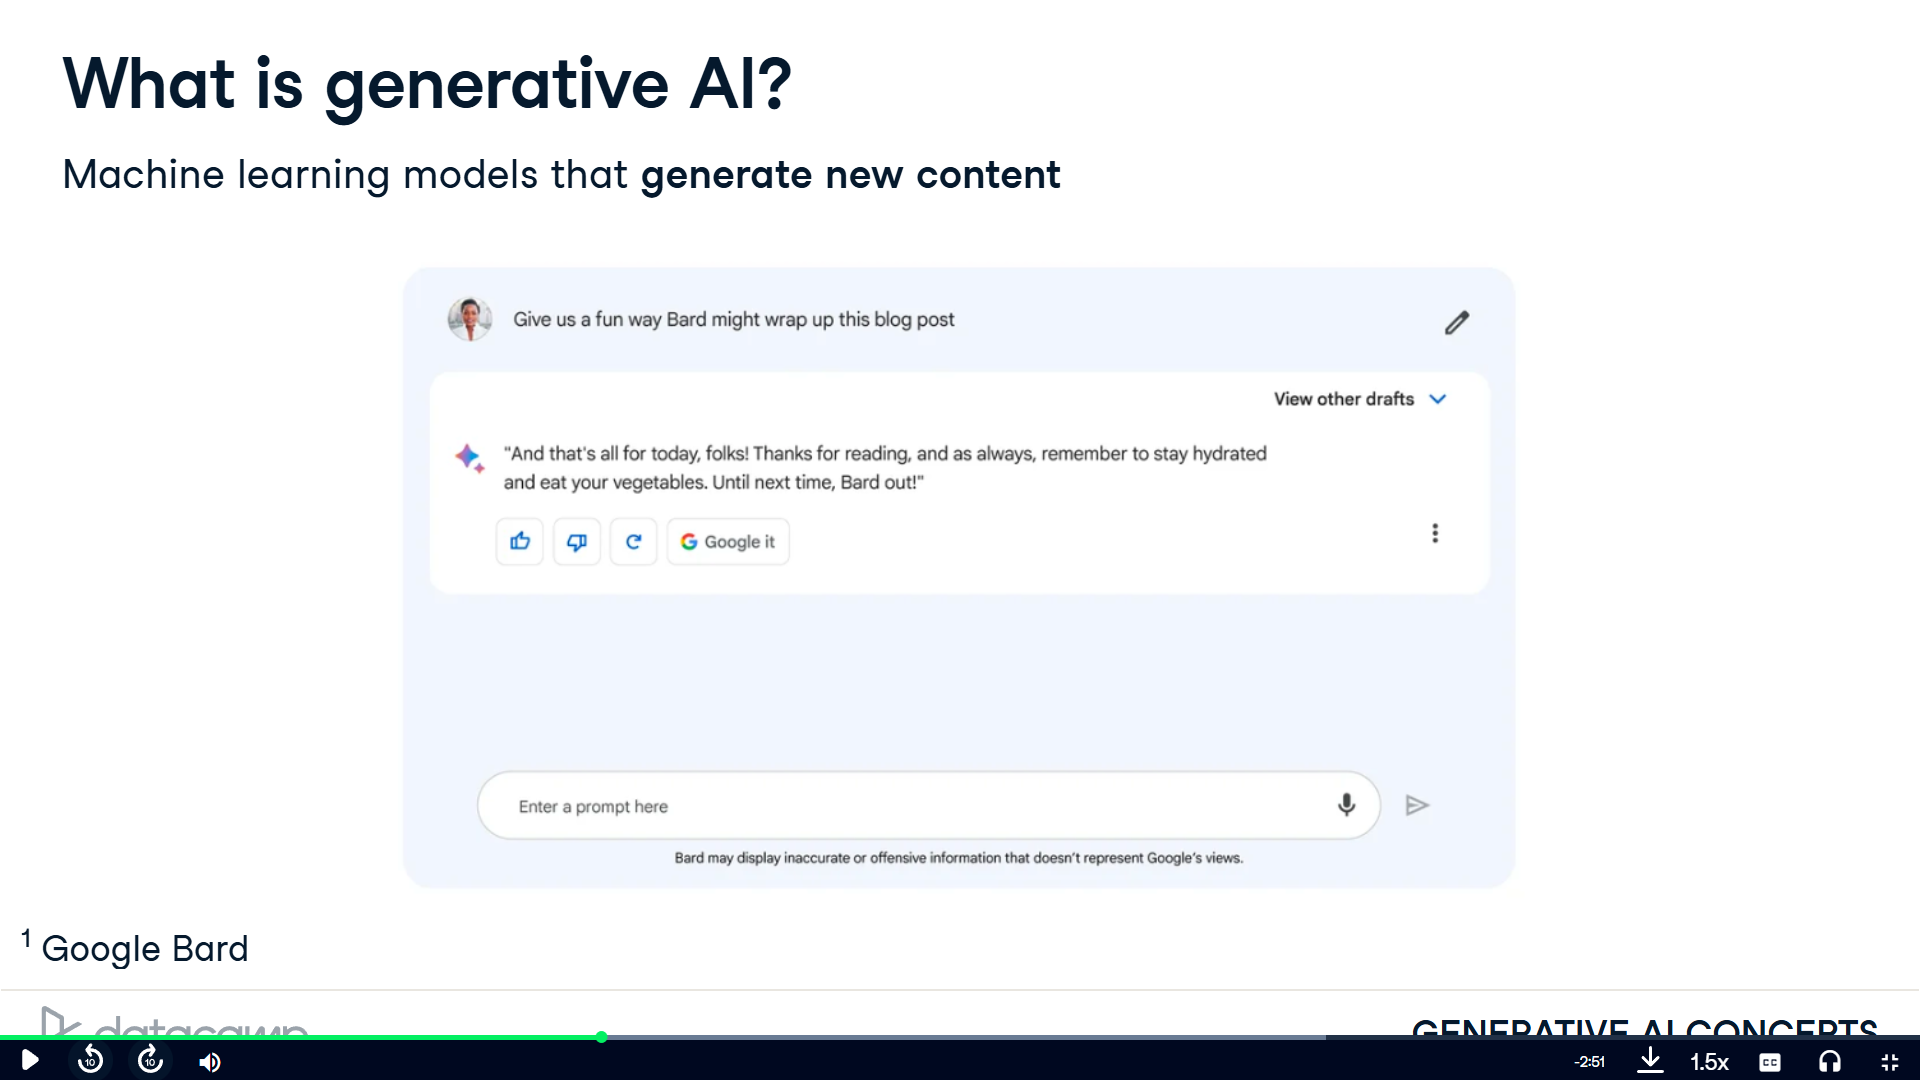 What is generative AI?
Machine learning models that generate new content
Give us a fun way Bard might wrap up this blog post
View other drafts
"And that's all for today, folks! Thanks for reading, and as always, remember to stay hydrated
and eat your vegetables. Until next time, Bard out!"
Google it
Enter a prompt here
Bard may display inaccurate or offensive information that doesn't represent Google's views.
1 Google Bard
datacamp
GENERATIVE AI CONCEPTS
10
10
-2:51
1.5x
CC